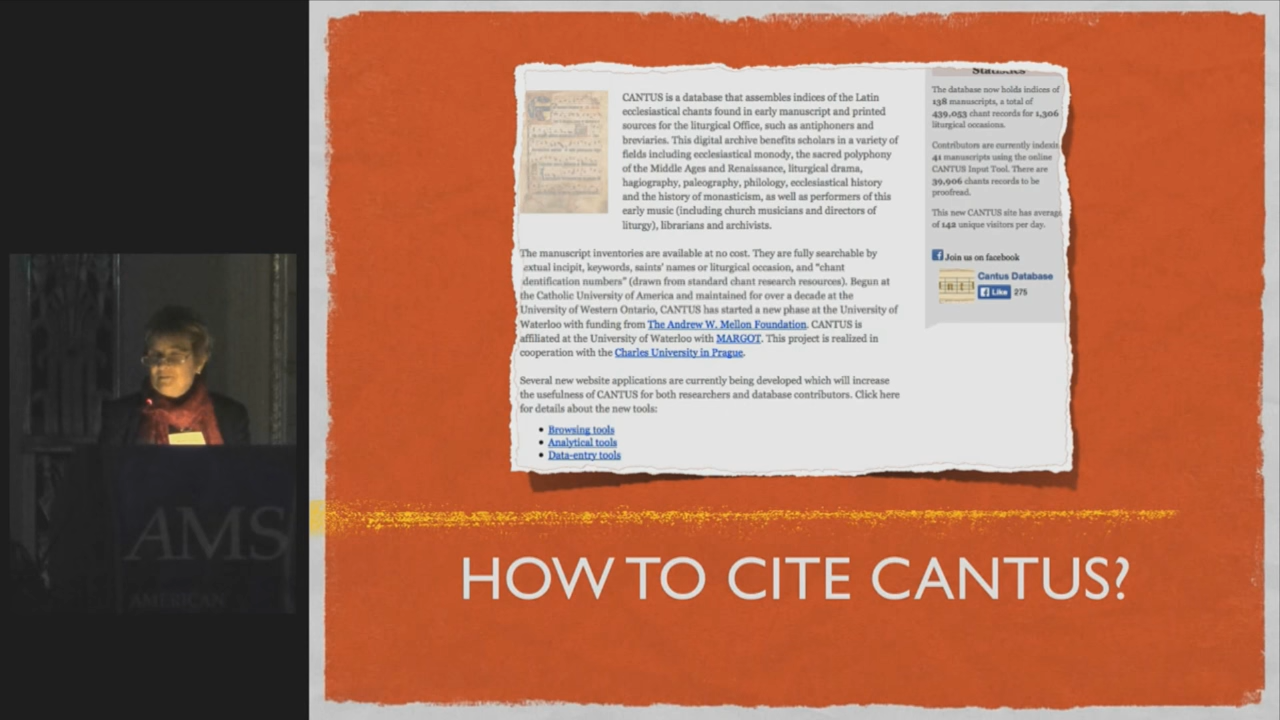 CANTUS is a database that assembles indices of the Latin
ecclesiastical chants found in early manuscript and printed
sources for the liturgical Office, such as antiphoners and
breviaries. This digital archive benefits scholars in a variety of
fields including ecclesiastical monody, the sacred polyphony
of the Middle Ages and Renaissance, liturgical drama,
hagiography, paleography, philology, ecclesiastical history
and the history of monasticism, as well as performers of this
early music (including church musicians and directors of
liturgy), librarians and archivists.
The manuscript inventories are available at no cost. They are fully searchable by
extual incipit, keywords, saints' names or liturgical occasion, and "chant
dentification numbers" (drawn from standard chant research resources). Begun at
the Catholic University of America and maintained for over a decade at the
University of Western Ontario, CANTUS has started a new phase at the University of
Waterloo with funding from The Andrew W. Mellon Foundation. CANTUS is
affiliated at the University of Waterloo with MARGOT. This project is realized in
cooperation with the Charles University in Prague.
Several new website applications are currently being developed which will increase
the usefulness of CANTUS for both researchers and database contributors. Click here
for details about the new tools:
• Browsing tools
• Analytical tools
• Data-entry tools
Statistics
The database now holds indices of
138 manuscripts, a total of
439,053 chant records for 1,306
liturgical occasions.
Contributors are currently indexin
41 manuscripts using the online
CANTUS Input Tool. There are
39,906 chants records to be
proofread.
This new CANTUS site has averag
of 142 unique visitors per day.
Join us on facebook
Cantus Database
Like 275
HOW TO CITE CANTUS?
AMS
AMERICAN